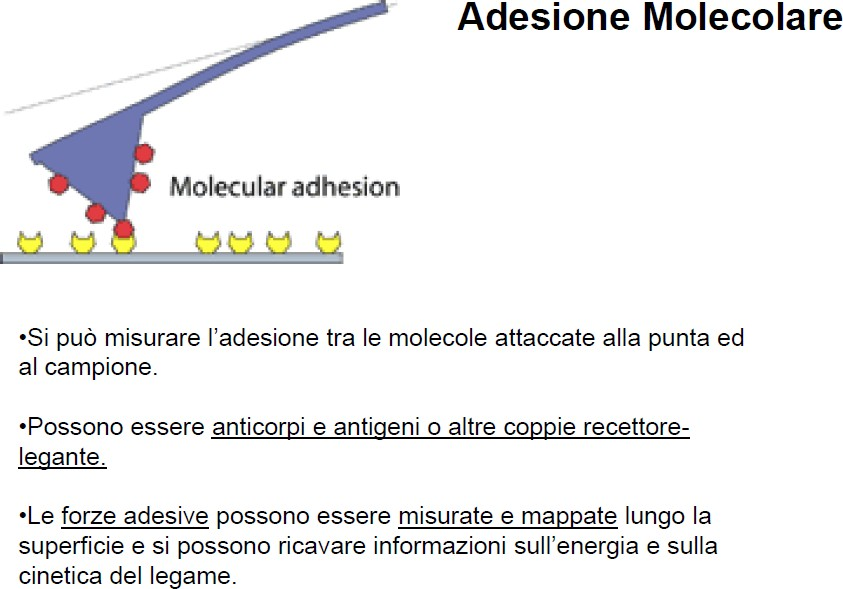 Adesione Molecolare
Molecular adhesion
•Si può misurare l'adesione tra le molecole attaccate alla punta ed
al campione.
•Possono essere anticorpi e antigeni o altre coppie recettore-
legante.
•Le forze adesive possono essere misurate e mappate lungo la
superficie e si possono ricavare informazioni sull'energia e sulla
cinetica del legame.